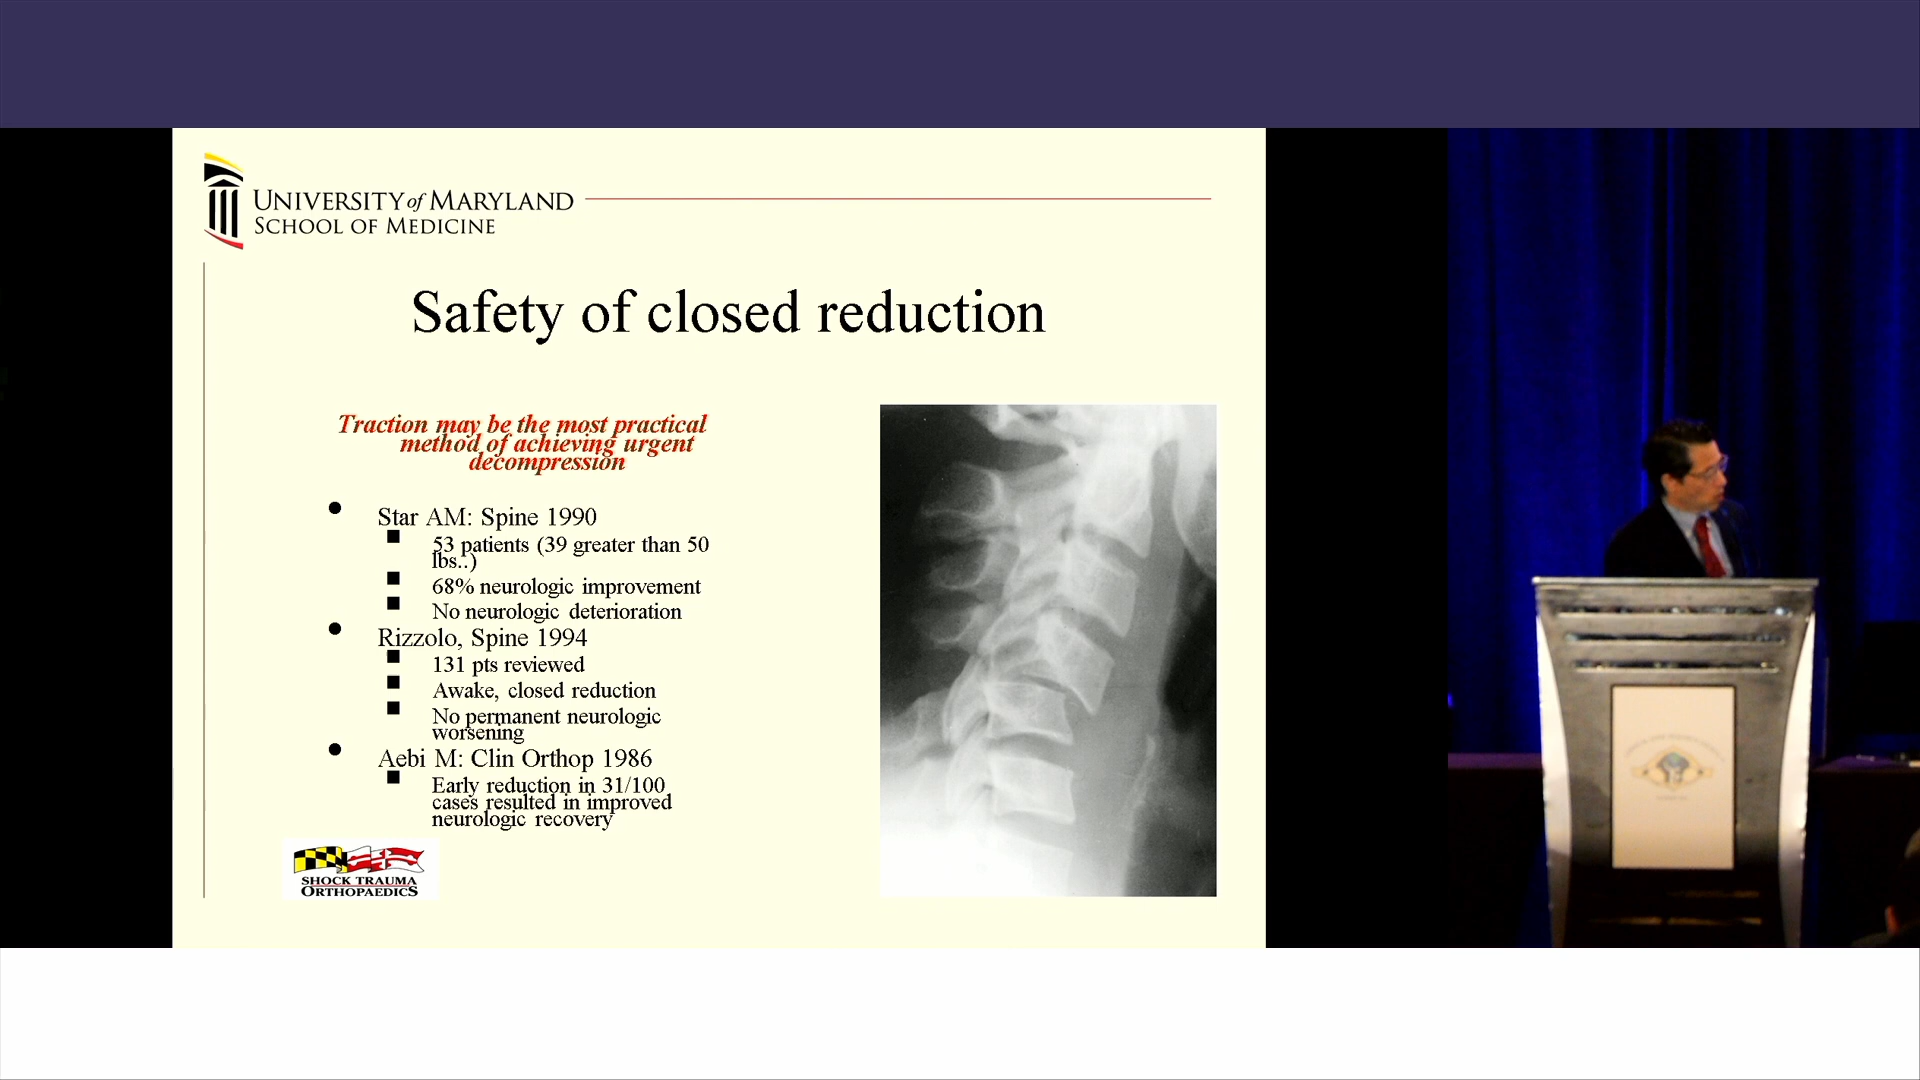 UNIVERSITY of MARYLAND
SCHOOL OF MEDICINE
Safety of closed reduction
Traction may be the most practical
method of achieving urgent
decompression
• Star AM: Spine 1990
■ 53 patients (39 greater than 50
lbs..)
■ 68% neurologic improvement
■ No neurologic deterioration
• Rizzolo, Spine 1994
■ 131 pts reviewed
■ Awake, closed reduction
■ No permanent neurologic
worsening
• Aebi M: Clin Orthop 1986
■ Early reduction in 31/100
cases resulted in improved
neurologic recovery
SHOCK TRAUMA
ORTHOPAEDICS